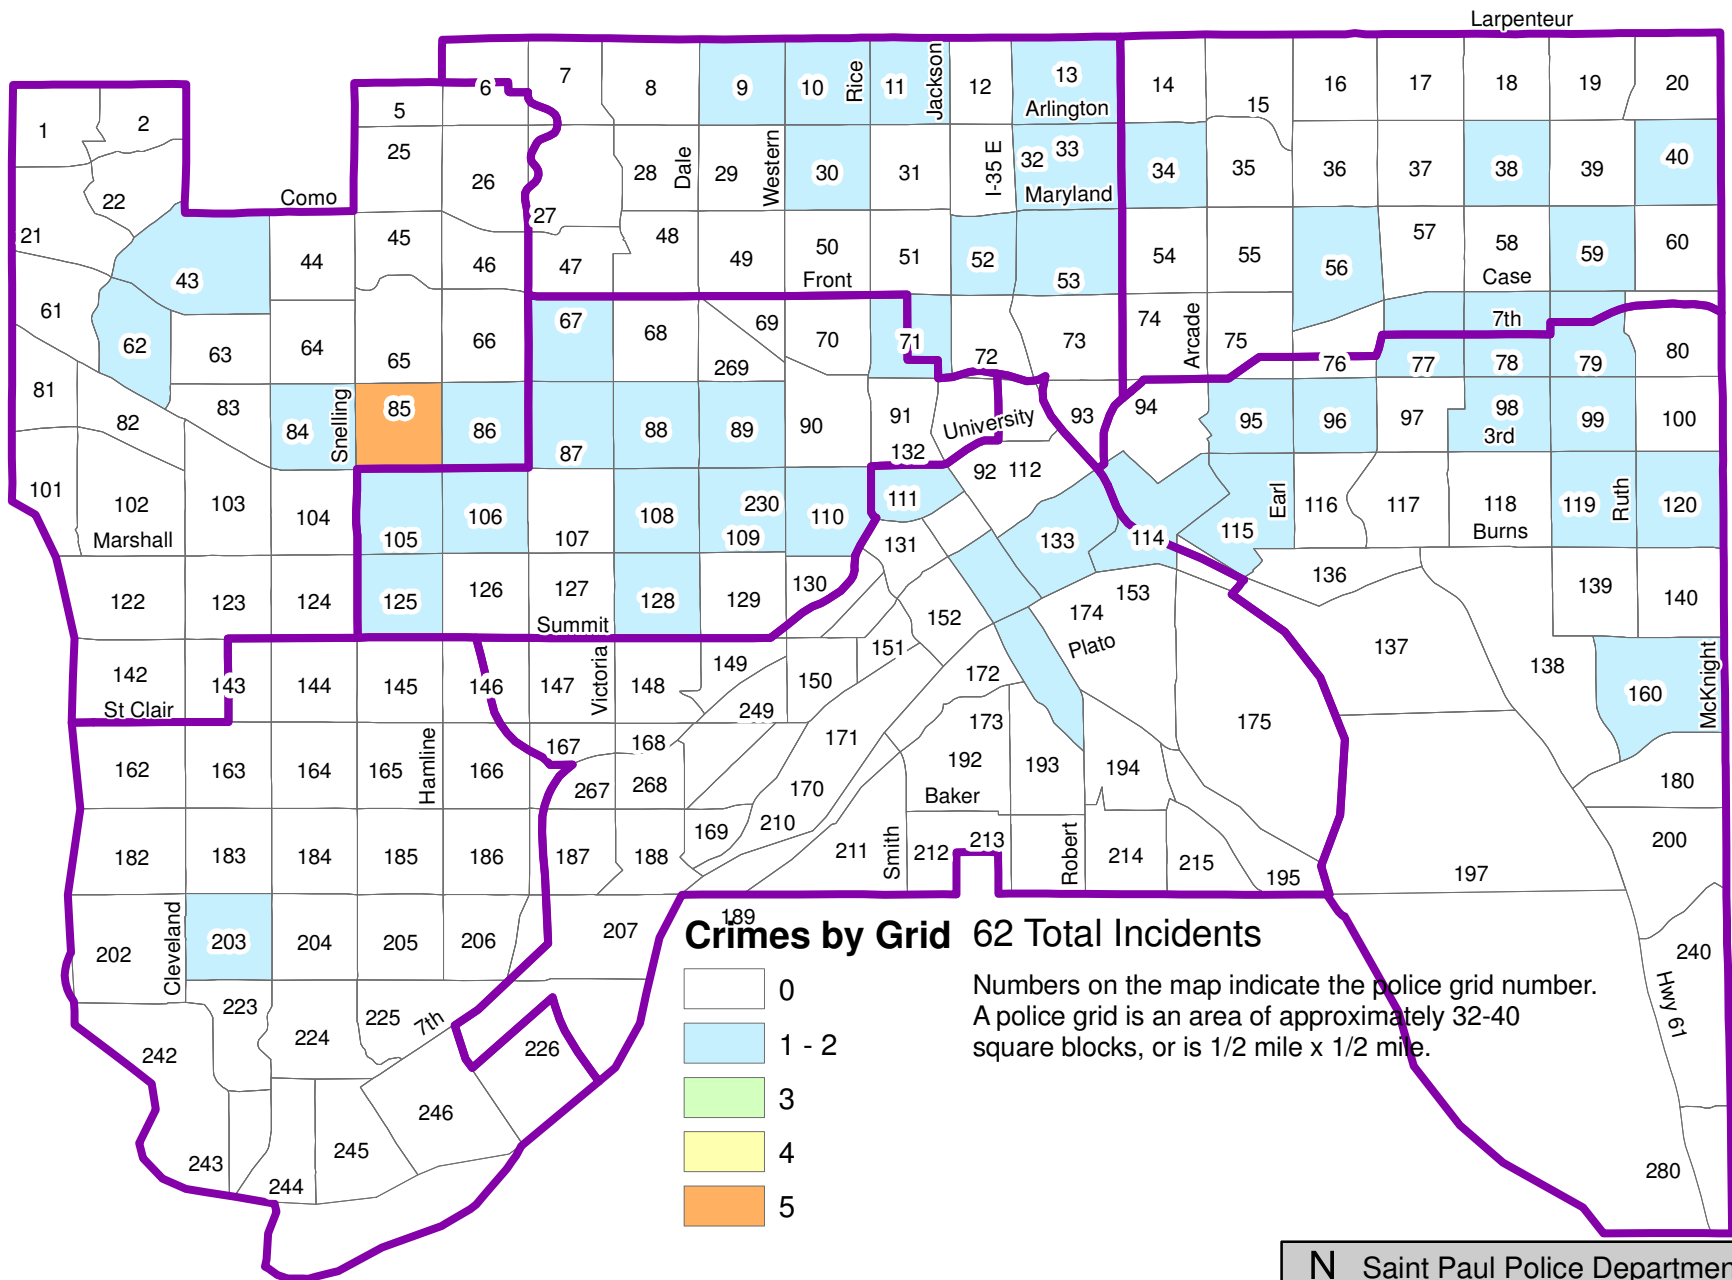 Larpenteur
1 2 5 6 7 8 9 10 Rice 11 Jackson 12 13 14 15 16 17 18 19 20
Arlington
21 22 Como 25 26 27 28 Dale 29 Western 30 31 I-35 E 32 33 34 35 36 37 38 39 40
Maryland
43 44 45 46 47 48 49 50 51 52 53 54 55 56 57 58 59 60
Front
Case
61 62 63 64 65 66 67 68 69 269 70 71 72 73 74 Arcade 75 76 77 78 79 80
7th
81 82 83 84 Snelling 85 86 87 88 89 90 91 University 93 94 95 96 97 98 99 100
3rd
132 92 112
101 102 103 104 105 106 107 108 230 109 110 111 133 114 115 Earl 116 117 118 119 Ruth 120
Marshall
Burns
131
122 123 124 125 126 127 128 129 130 152 174 153 136 139 140
Summit
Plato
142 143 144 145 146 147 Victoria 148 149 150 151 172 137 138 160 McKnight
St Clair
249 173 175
162 163 164 165 Hamline 166 167 168 267 268 171 170 192 193 194 180
Baker
182 183 184 185 186 187 188 169 210 211 Smith 212 213 Robert 214 215 195 197 200
202 Cleveland 203 204 205 206 207 189 240
223 224 225 7th Hwy 61
242 226
246
243 244 245 280
Crimes by Grid
0
1 - 2
3
4
5
62 Total Incidents
Numbers on the map indicate the police grid number.
A police grid is an area of approximately 32-40
square blocks, or is 1/2 mile x 1/2 mile.
N Saint Paul Police Departmen